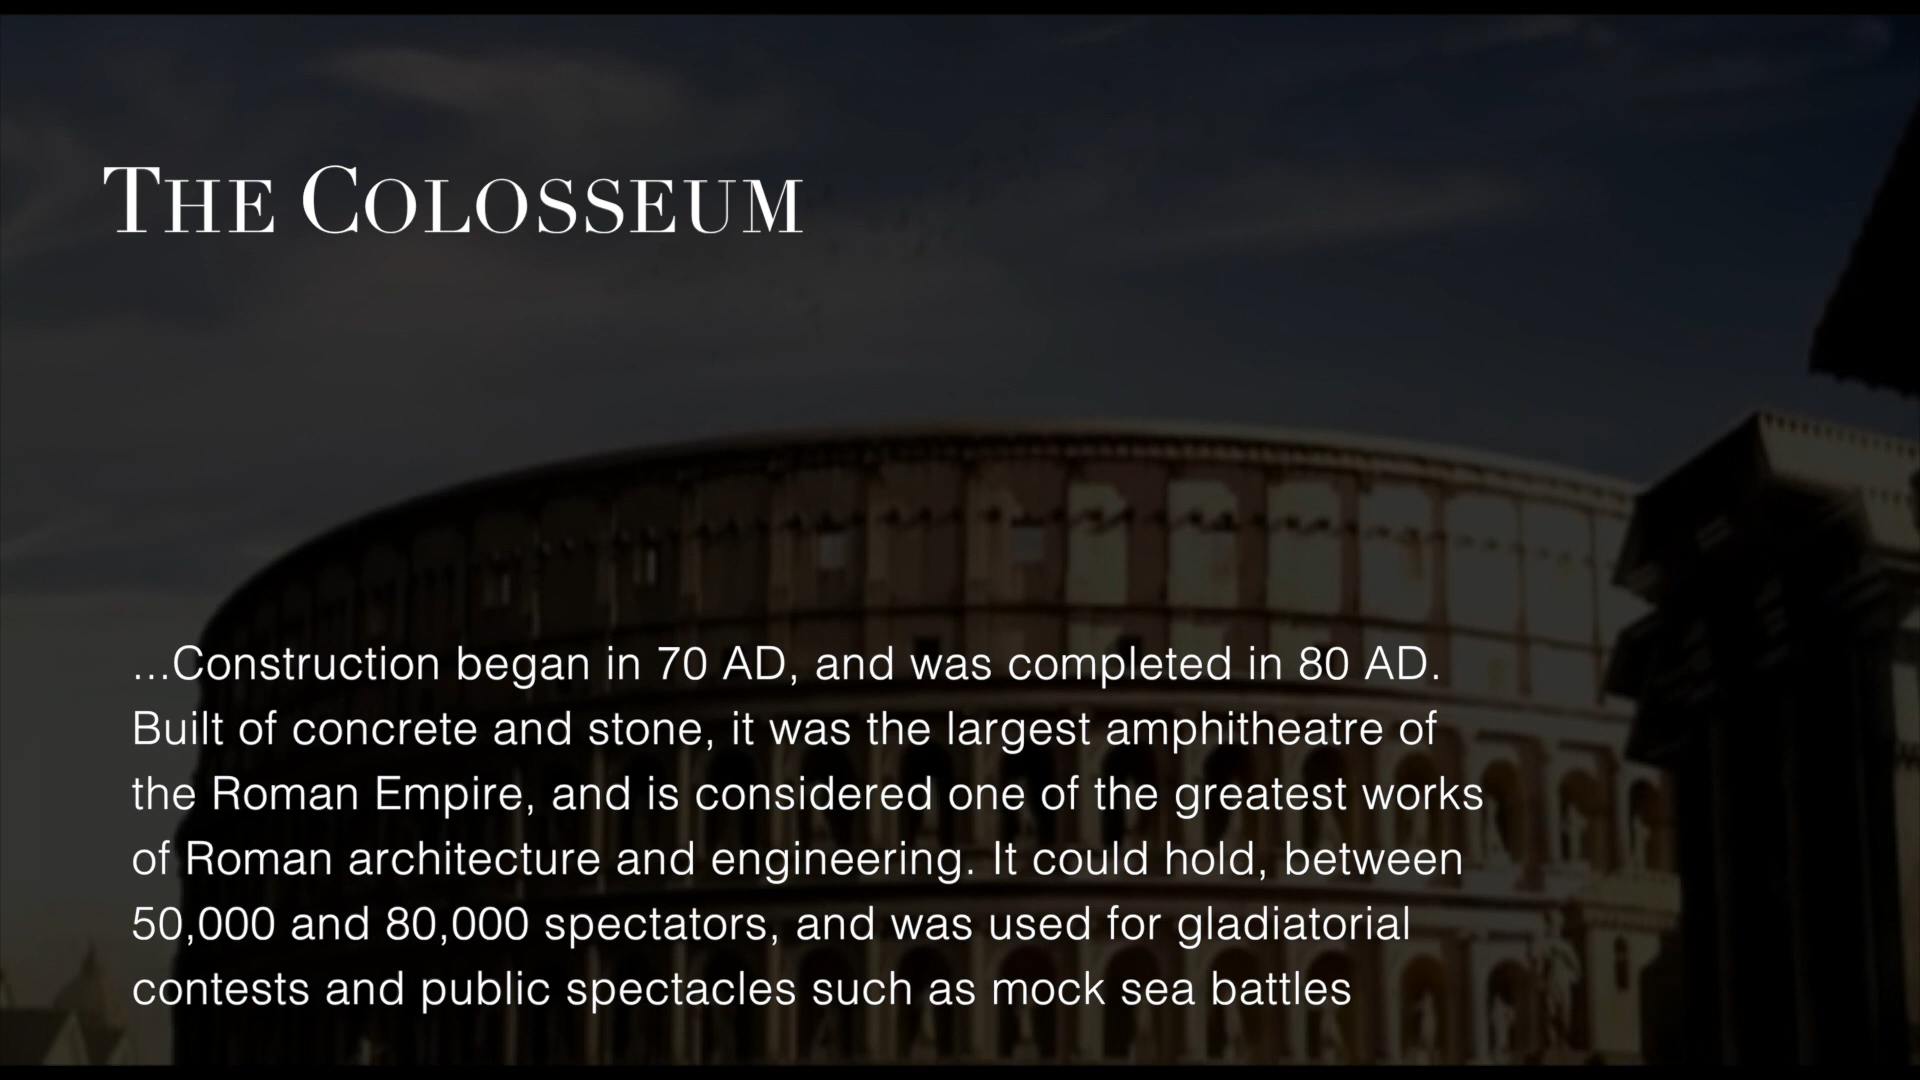 THE COLOSSEUM
...Construction began in 70 AD, and was completed in 80 AD.
Built of concrete and stone, it was the largest amphitheatre of
the Roman Empire, and is considered one of the greatest works
of Roman architecture and engineering. It could hold, between
50,000 and 80,000 spectators, and was used for gladiatorial
contests and public spectacles such as mock sea battles